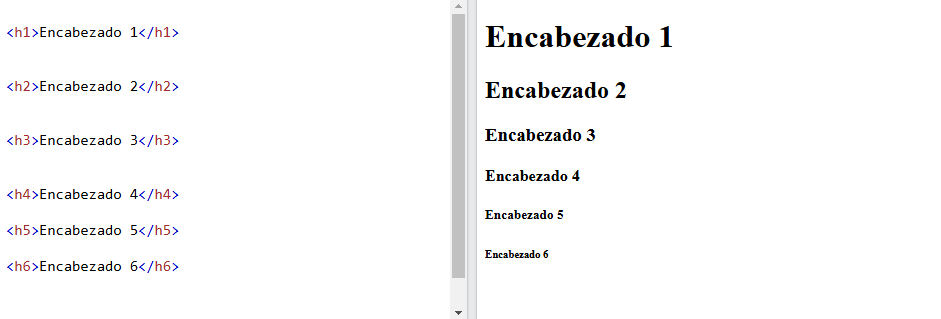 <h1>Encabezado 1</h1>
<h2>Encabezado 2</h2>
<h3>Encabezado 3</h3>
<h4>Encabezado 4</h4>
<h5>Encabezado 5</h5>
<h6>Encabezado 6</h6>
Encabezado 1
Encabezado 2
Encabezado 3
Encabezado 4
Encabezado 5
Encabezado 6